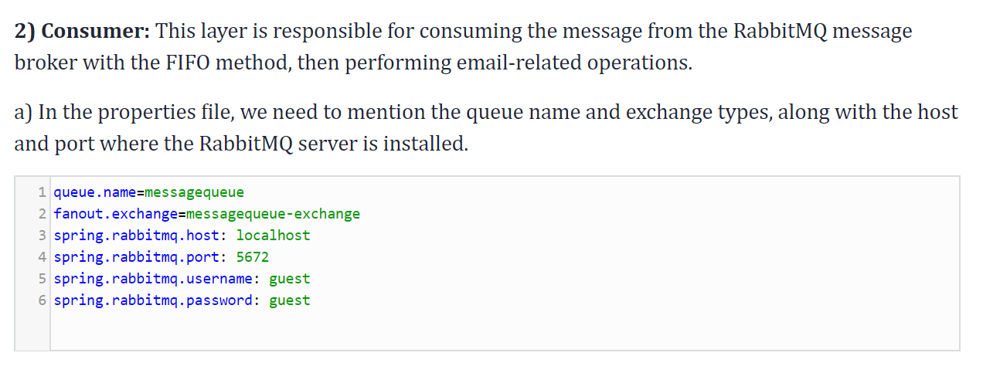 2) Consumer: This layer is responsible for consuming the message from the RabbitMQ message
broker with the FIFO method, then performing email-related operations.
a) In the properties file, we need to mention the queue name and exchange types, along with the host
and port where the RabbitMQ server is installed.
1 queue.name=messagequeue
2 fanout.exchange=messagequeue-exchange
3 spring.rabbitmq.host: localhost
4 spring.rabbitmq.port: 5672
5 spring.rabbitmq.username: guest
6 spring.rabbitmq.password: guest